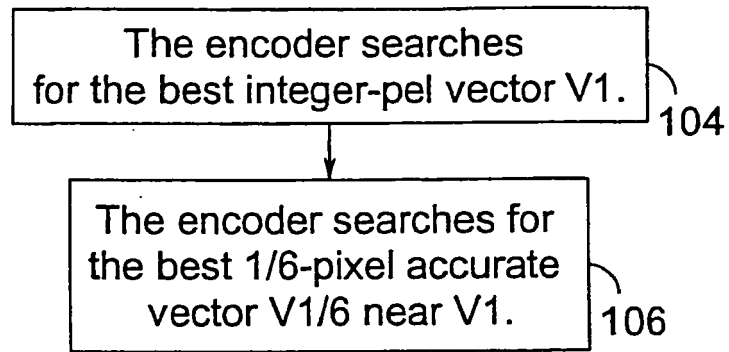 The encoder searches
for the best integer-pel vector V1.
104
The encoder searches for
the best 1/6-pixel accurate
vector V1/6 near V1.
106